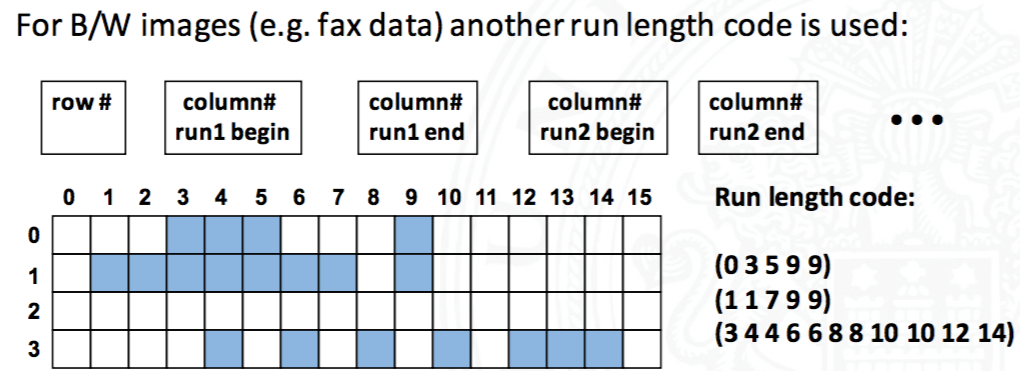 For B/W images (e.g. fax data) another run length code is used:
row # column# column# column# column# •••
run1 begin run1 end run2 begin run2 end
0 1 2 3 4 5 6 7 8 9 10 11 12 13 14 15 Run length code:
0
1 (0 3 5 9 9)
2 (1 1 7 9 9)
3 (3 4 4 6 6 8 8 10 10 12 14)